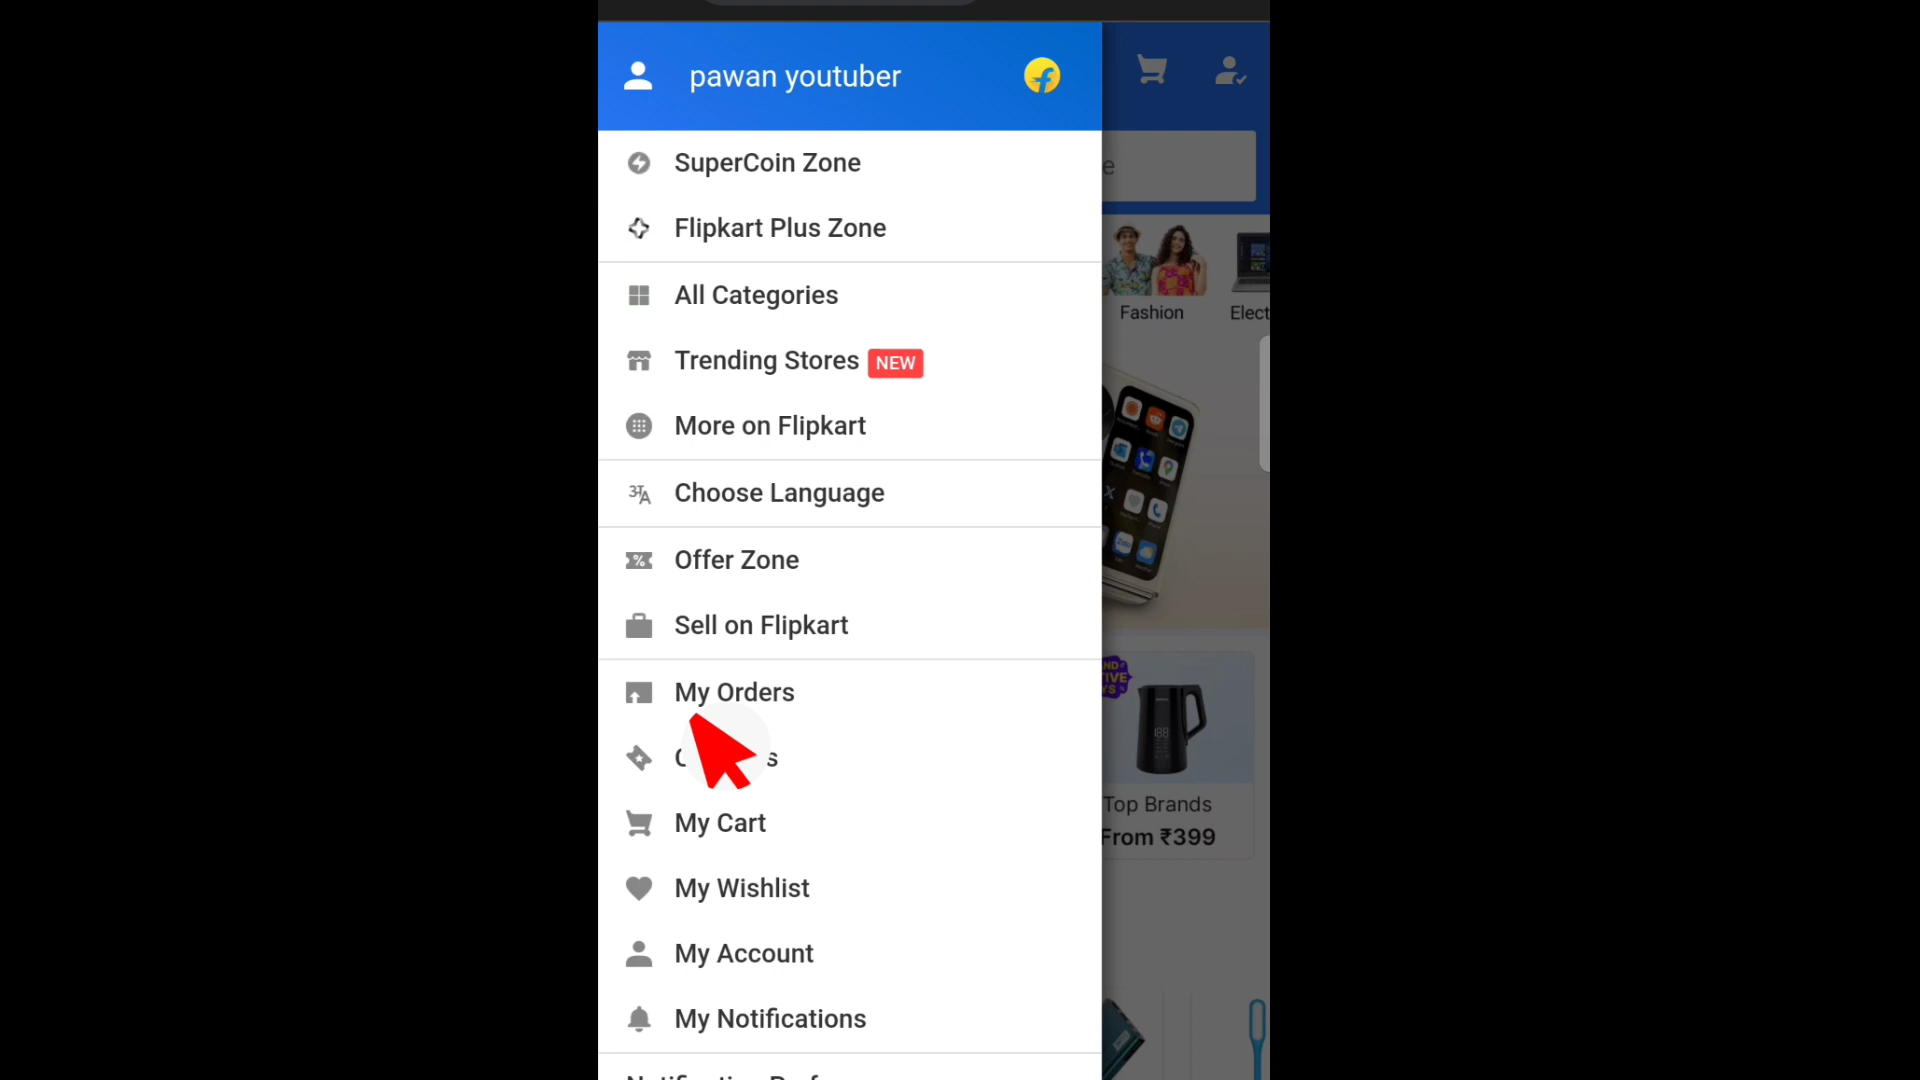 pawan youtuber
SuperCoin Zone
Flipkart Plus Zone
All Categories
Trending Stores NEW
More on Flipkart
Choose Language
Offer Zone
Sell on Flipkart
My Orders
My Cart
My Wishlist
My Account
My Notifications
e
Fashion
Elect
Top Brands
From ₹399